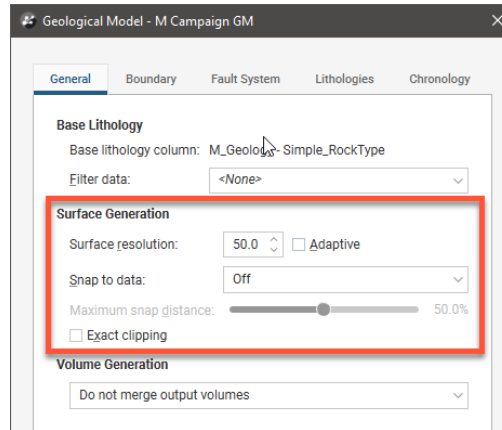 Geological Model - M Campaign GM
General Boundary Fault System Lithologies Chronology
Base Lithology
Base lithology column: M_Geology - Simple_RockType
Filter data: <None>
Surface Generation
Surface resolution: 50.0 Adaptive
Snap to data: Off
Maximum snap distance: 50.0%
Exact clipping
Volume Generation
Do not merge output volumes